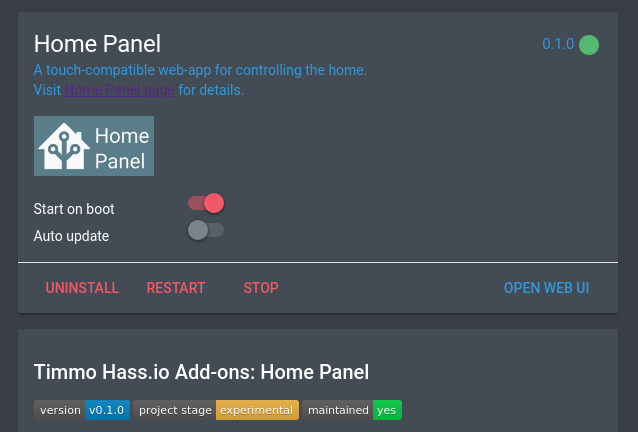 Home Panel
0.1.0
A touch-compatible web-app for controlling the home.
Visit Home Panel page for details.
Home
Panel
Start on boot
Auto update
UNINSTALL RESTART STOP OPEN WEB UI
Timmo Hass.io Add-ons: Home Panel
version v0.1.0 project stage experimental maintained yes